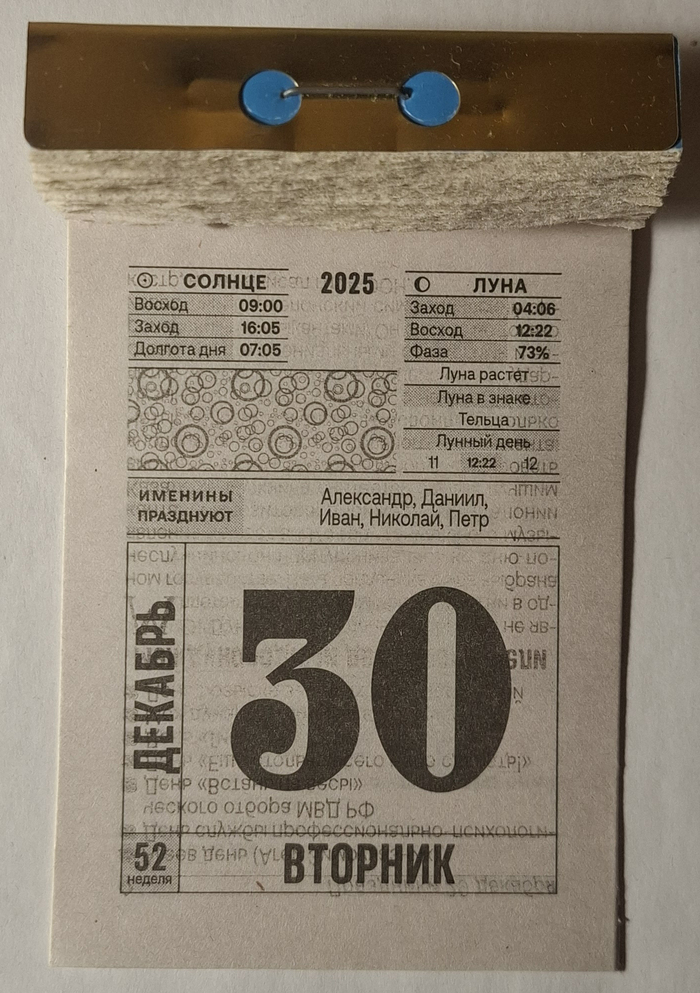 СОЛНЦЕ
Восход 09:00
Заход 16:05
Долгота дня 07:05
2025
ЛУНА
Заход 04:06
Восход 12:22
Фаза 73%
Луна растёт
Луна в знаке
Тельца
Лунный день
11 12:22 12
ИМЕНИНЫ
ПРАЗДНУЮТ
Александр, Даниил,
Иван, Николай, Петр
ДЕКАБРЬ
30
52
неделя
ВТОРНИК